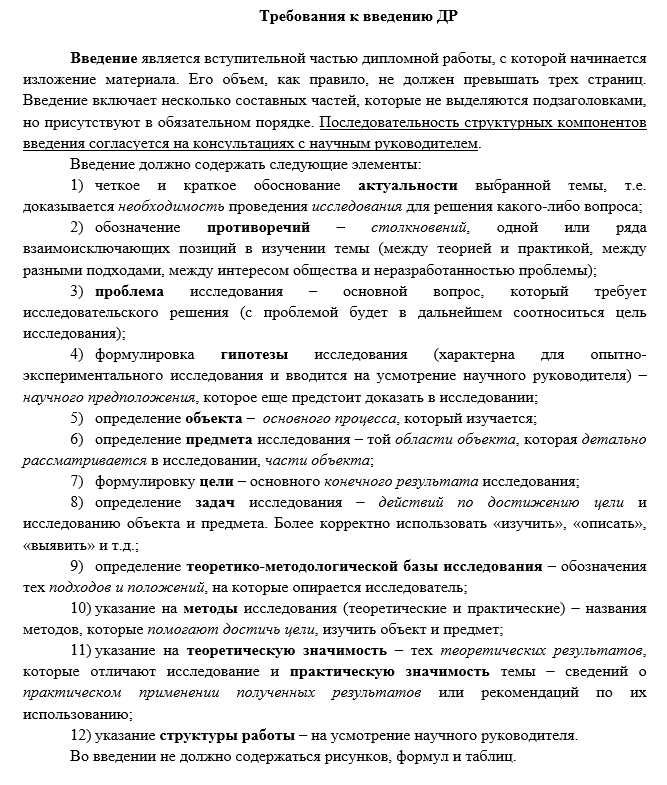 Требования к введению ДР
Введение является вступительной частью дипломной работы, с которой начинается
изложение материала. Его объем, как правило, не должен превышать трех страниц.
Введение включает несколько составных частей, которые не выделяются подзаголовками,
но присутствуют в обязательном порядке. Последовательность структурных компонентов
введения согласуется на консультациях с научным руководителем.
Введение должно содержать следующие элементы:
1) четкое и краткое обоснование актуальности выбранной темы, т.е.
доказывается необходимость проведения исследования для решения какого-либо вопроса;
2) обозначение противоречий – столкновений, одной или ряда
взаимоисключающих позиций в изучении темы (между теорией и практикой, между
разными подходами, между интересом общества и неразработанностью проблемы);
3) проблема исследования – основной вопрос, который требует
исследовательского решения (с проблемой будет в дальнейшем соотноситься цель
исследования);
4) формулировка гипотезы исследования (характерна для опытно-
экспериментального исследования и вводится на усмотрение научного руководителя) –
научного предположения, которое еще предстоит доказать в исследовании;
5) определение объекта – основного процесса, который изучается;
6) определение предмета исследования – той области объекта, которая детально
рассматривается в исследовании, части объекта;
7) формулировку цели – основного конечного результата исследования;
8) определение задач исследования – действий по достижению цели и
исследованию объекта и предмета. Более корректно использовать «изучить», «описать»,
«выявить» и т.д.;
9) определение теоретико-методологической базы исследования – обозначения
тех подходов и положений, на которые опирается исследователь;
10) указание на методы исследования (теоретические и практические) – названия
методов, которые помогают достичь цели, изучить объект и предмет;
11) указание на теоретическую значимость – тех теоретических результатов,
которые отличают исследование и практическую значимость темы – сведений о
практическом применении полученных результатов или рекомендаций по их
использованию;
12) указание структуры работы – на усмотрение научного руководителя.
Во введении не должно содержаться рисунков, формул и таблиц.